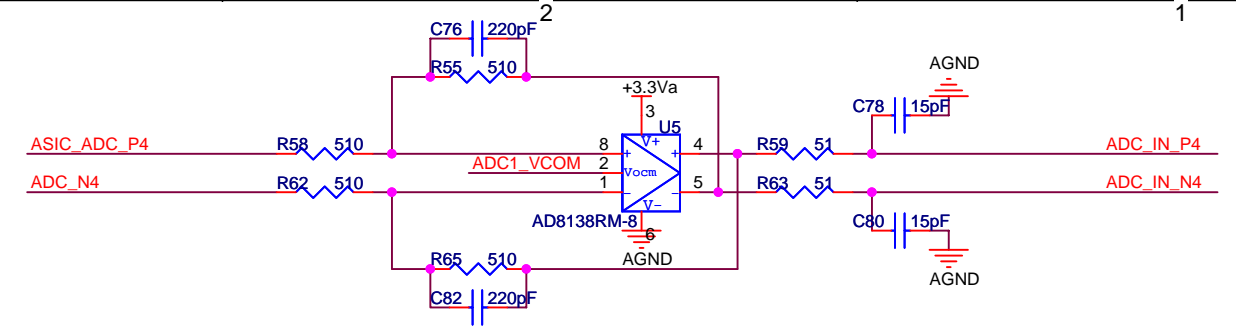 2
1
C76 220pF
R55 510
AGND
+3.3Va
3
C78 15pF
U5
V+
ASIC_ADC_P4
R58 510
8
+
+
4
R59 51
ADC_IN_P4
ADC1_VCOM
2
Vocm
ADC_N4
R62 510
1
-
-
5
R63 51
ADC_IN_N4
V-
AD8138RM-8
6
C80 15pF
AGND
R65 510
AGND
C82 220pF